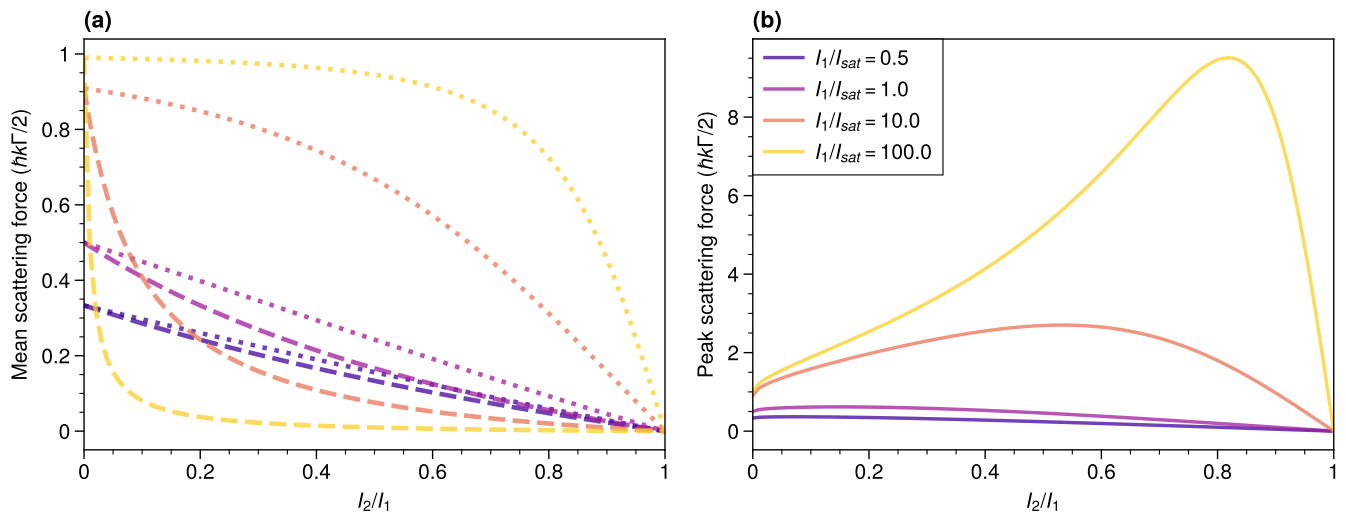 (a)
Mean scattering force (ħkΓ/2)
1
0.8
0.6
0.4
0.2
0
0 0.2 0.4 0.6 0.8 1
I₂/I₁
(b)
Peak scattering force (ħkΓ/2)
8
6
4
2
0
0 0.2 0.4 0.6 0.8 1
I₂/I₁
I₁/Iₛₐₜ = 0.5
I₁/Iₛₐₜ = 1.0
I₁/Iₛₐₜ = 10.0
I₁/Iₛₐₜ = 100.0